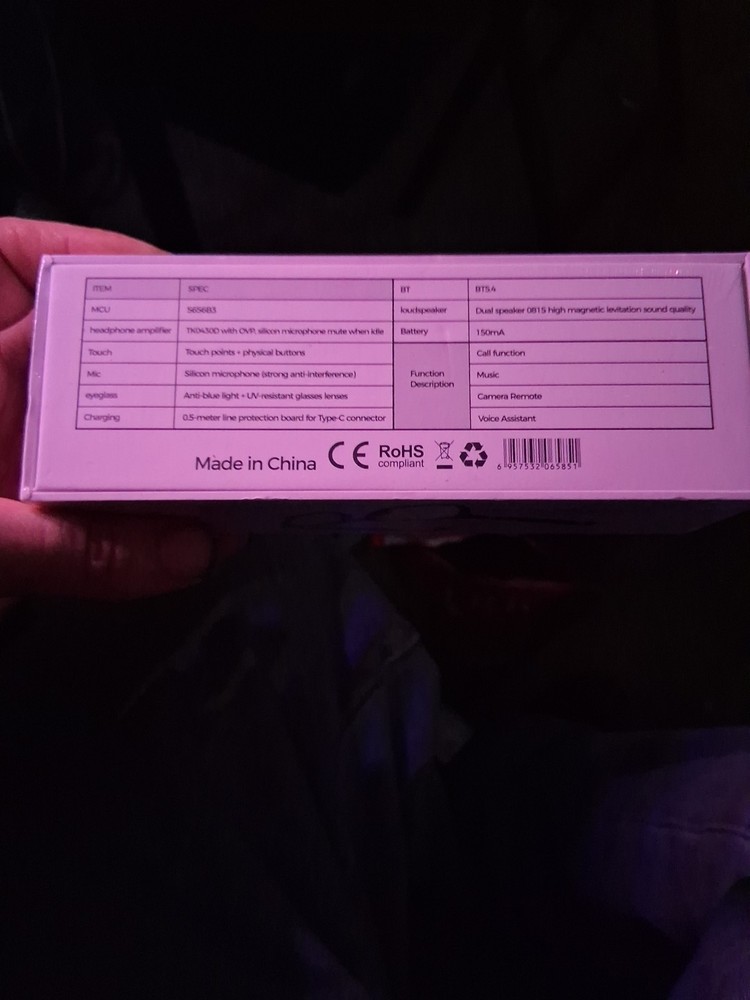 ITEM SPEC BT BT5.4
MCU 5656B3 loudspeaker Dual speaker 0815 high magnetic levitation sound quality
headphone amplifier with OVP, silicon microphone mute when idle Battery 150mA
Touch Touch points + physical buttons Call function
Mic Silicon microphone (strong anti-interference) Function Description Music
eyeglass Anti-blue light + UV-resistant glasses lenses Camera Remote
Charging 0.5-meter line protection board for Type-C connector Voice Assistant
Made in China CE RoHS compliant
6 957532 065851